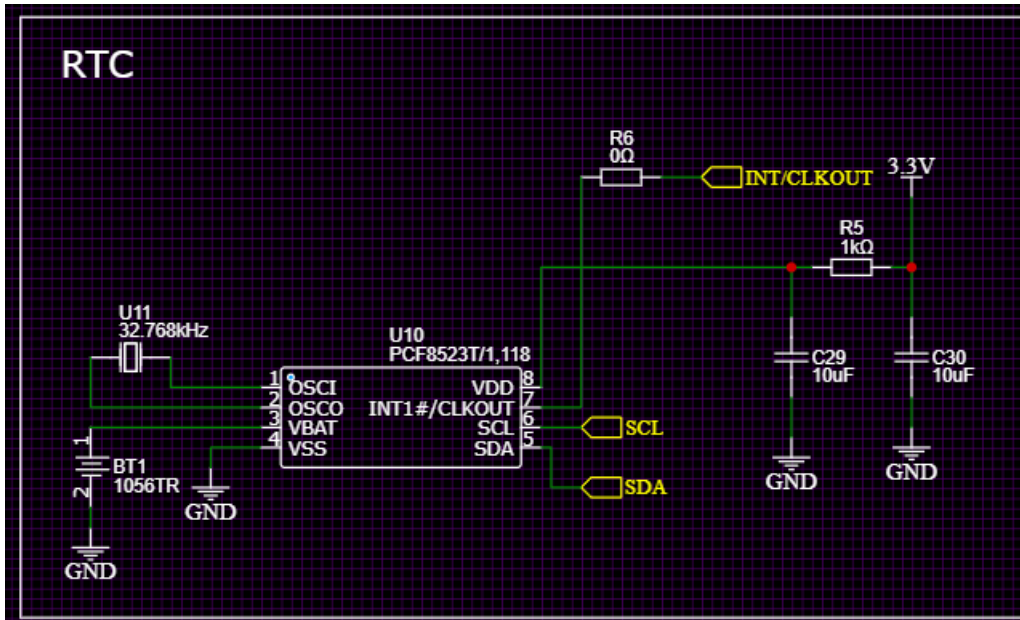 RTC
R6
0Ω
INT/CLKOUT
3.3V
R5
1kΩ
U11
32.768kHz
U10
PCF8523T/1,118
1 OSCI VDD 8
2 OSCO INT1#/CLKOUT 7
3 VBAT SCL 6
4 VSS SDA 5
SCL
SDA
C29
10uF
C30
10uF
1
BT1
1056TR
2
GND
GND
GND
GND